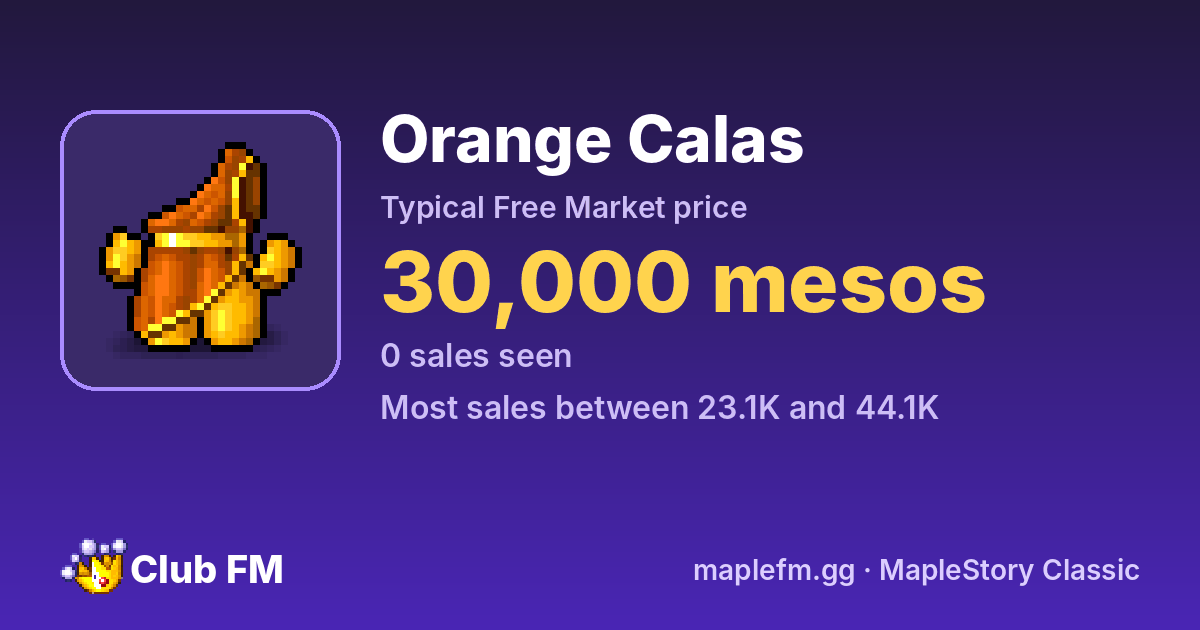 Orange Calas
Typical Free Market price
30,000 mesos
0 sales seen
Most sales between 23.1K and 44.1K
Club FM
maplefm.gg · MapleStory Classic